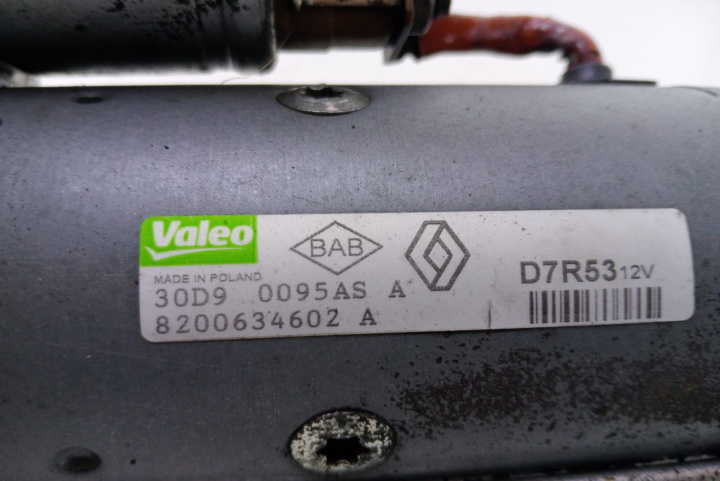 Valeo
BAB
MADE IN POLAND
D7R53 12V
30D9 0095AS A
8200634602 A